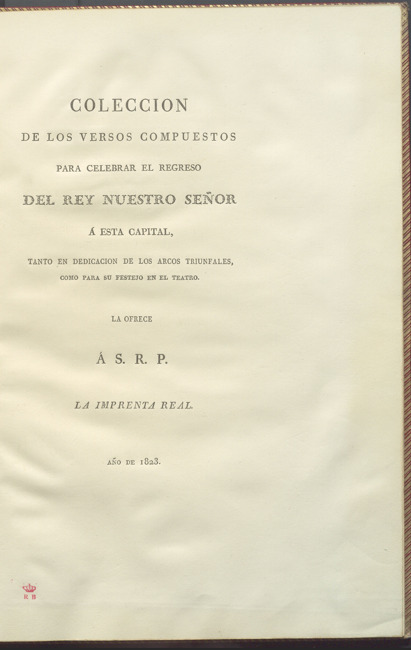 COLECCION
DE LOS VERSOS COMPUESTOS
PARA CELEBRAR EL REGRESO
DEL REY NUESTRO SEÑOR
Á ESTA CAPITAL,
TANTO EN DEDICACION DE LOS ARCOS TRIUNFALES,
COMO PARA SU FESTEJO EN EL TEATRO.
LA OFRECE
Á S. R. P.
LA IMPRENTA REAL.
AÑO DE 1823.